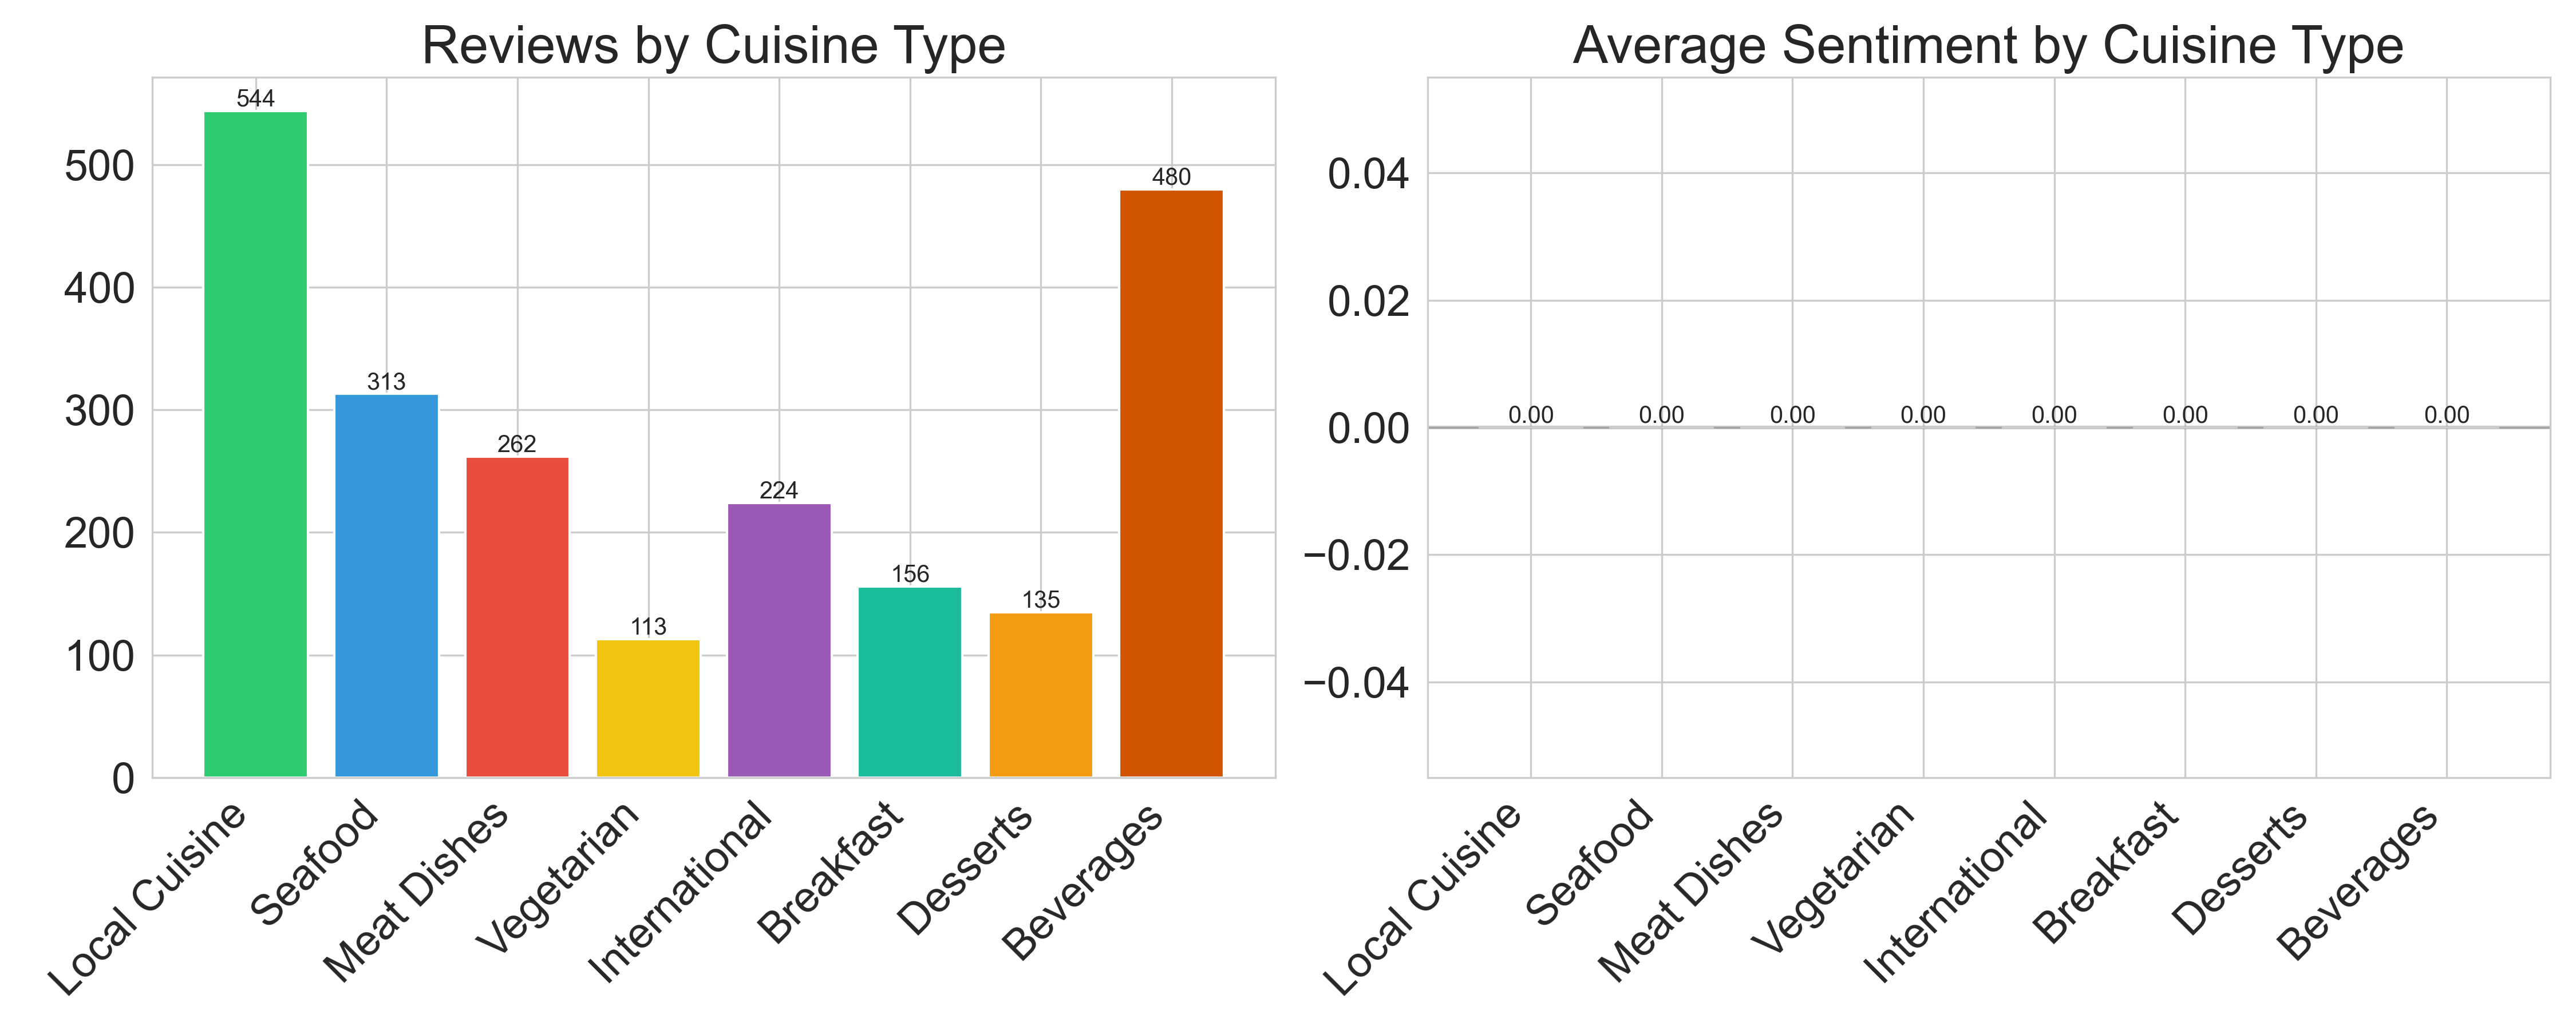 Reviews by Cuisine Type
544
313
262
113
224
156
135
480
500
400
300
200
100
0
Local Cuisine
Seafood
Meat Dishes
Vegetarian
International
Breakfast
Desserts
Beverages
Average Sentiment by Cuisine Type
0.04
0.02
0.00
−0.02
−0.04
0.00
0.00
0.00
0.00
0.00
0.00
0.00
0.00
Local Cuisine
Seafood
Meat Dishes
Vegetarian
International
Breakfast
Desserts
Beverages